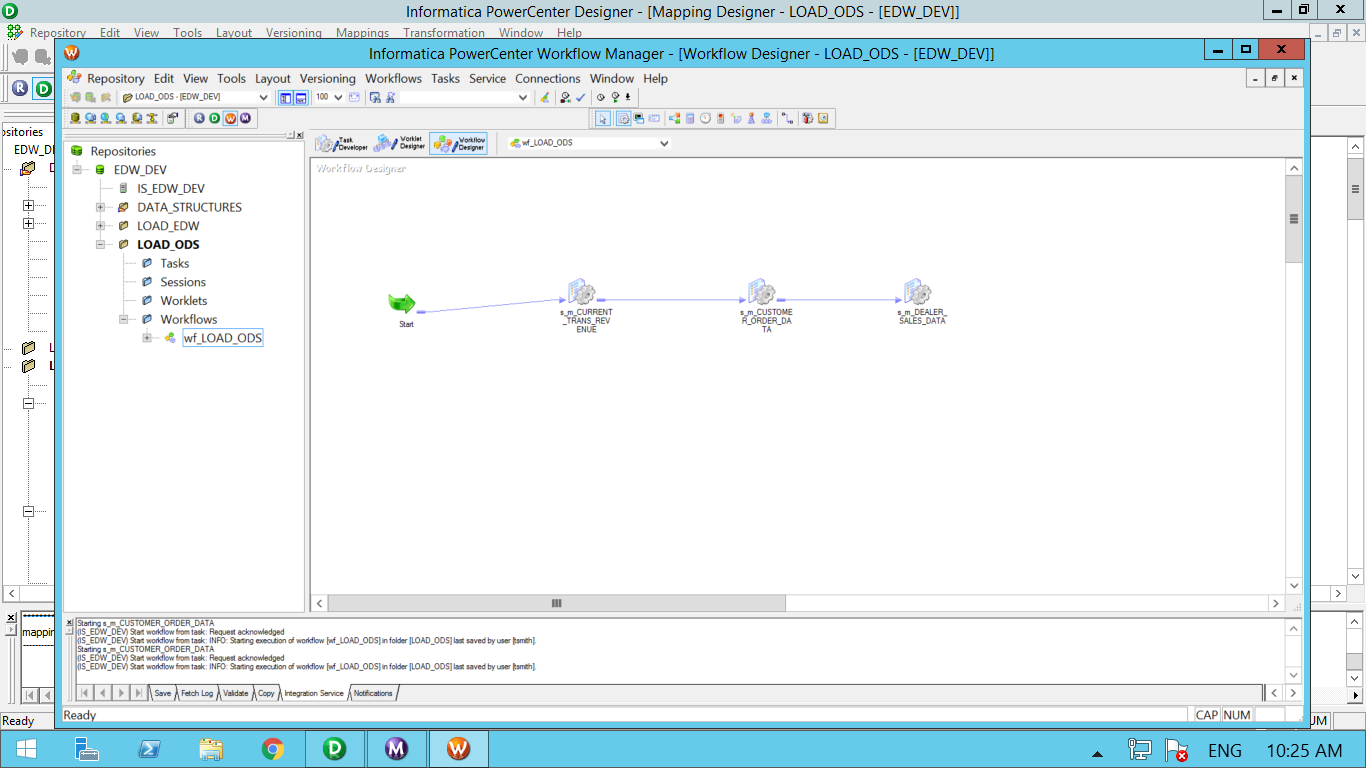 Informatica PowerCenter Designer - [Mapping Designer - LOAD_ODS - [EDW_DEV]]
Repository Edit View Tools Layout Versioning Mappings Transformation Window Help
Informatica PowerCenter Workflow Manager - [Workflow Designer - LOAD_ODS - [EDW_DEV]]
Repository Edit View Tools Layout Versioning Workflows Tasks Service Connections Window Help
LOAD_ODS - [EDW_DEV]
100
Task Developer
Worklet Designer
Workflow Designer
wf_LOAD_ODS
Repositories
EDW_DEV
IS_EDW_DEV
DATA_STRUCTURES
LOAD_EDW
LOAD_ODS
Tasks
Sessions
Worklets
Workflows
wf_LOAD_ODS
Workflow Designer
Start
s_m_CURRENT
_TRANS_REV
ENUE
s_m_CUSTOME
R_ORDER_DA
TA
s_m_DEALER_
SALES_DATA
Starting s_m_CUSTOMER_ORDER_DATA
(IS_EDW_DEV) Start workflow from task: Request acknowledged
(IS_EDW_DEV) Start workflow from task: INFO: Starting execution of workflow [wf_LOAD_ODS] in folder [LOAD_ODS] last saved by user [tsmith].
Starting s_m_CUSTOMER_ORDER_DATA
(IS_EDW_DEV) Start workflow from task: Request acknowledged
(IS_EDW_DEV) Start workflow from task: INFO: Starting execution of workflow [wf_LOAD_ODS] in folder [LOAD_ODS] last saved by user [tsmith].
Save Fetch Log Validate Copy Integration Service Notifications
Ready
CAP NUM
Ready
ENG 10:25 AM